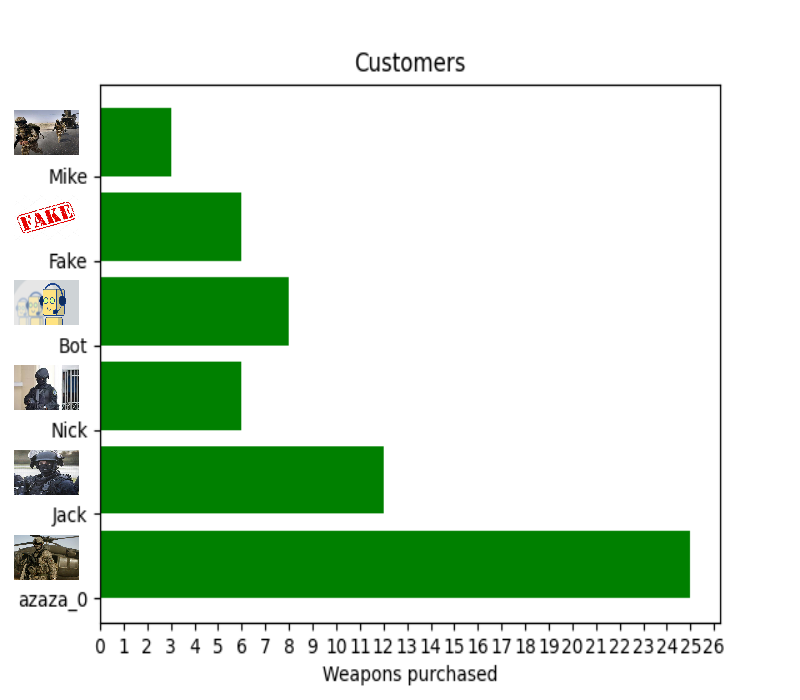 Customers
Mike
FAKE
Fake
Bot
Nick
Jack
azaza_0
0 1 2 3 4 5 6 7 8 9 10 11 12 13 14 15 16 17 18 19 20 21 22 23 24 25 26
Weapons purchased